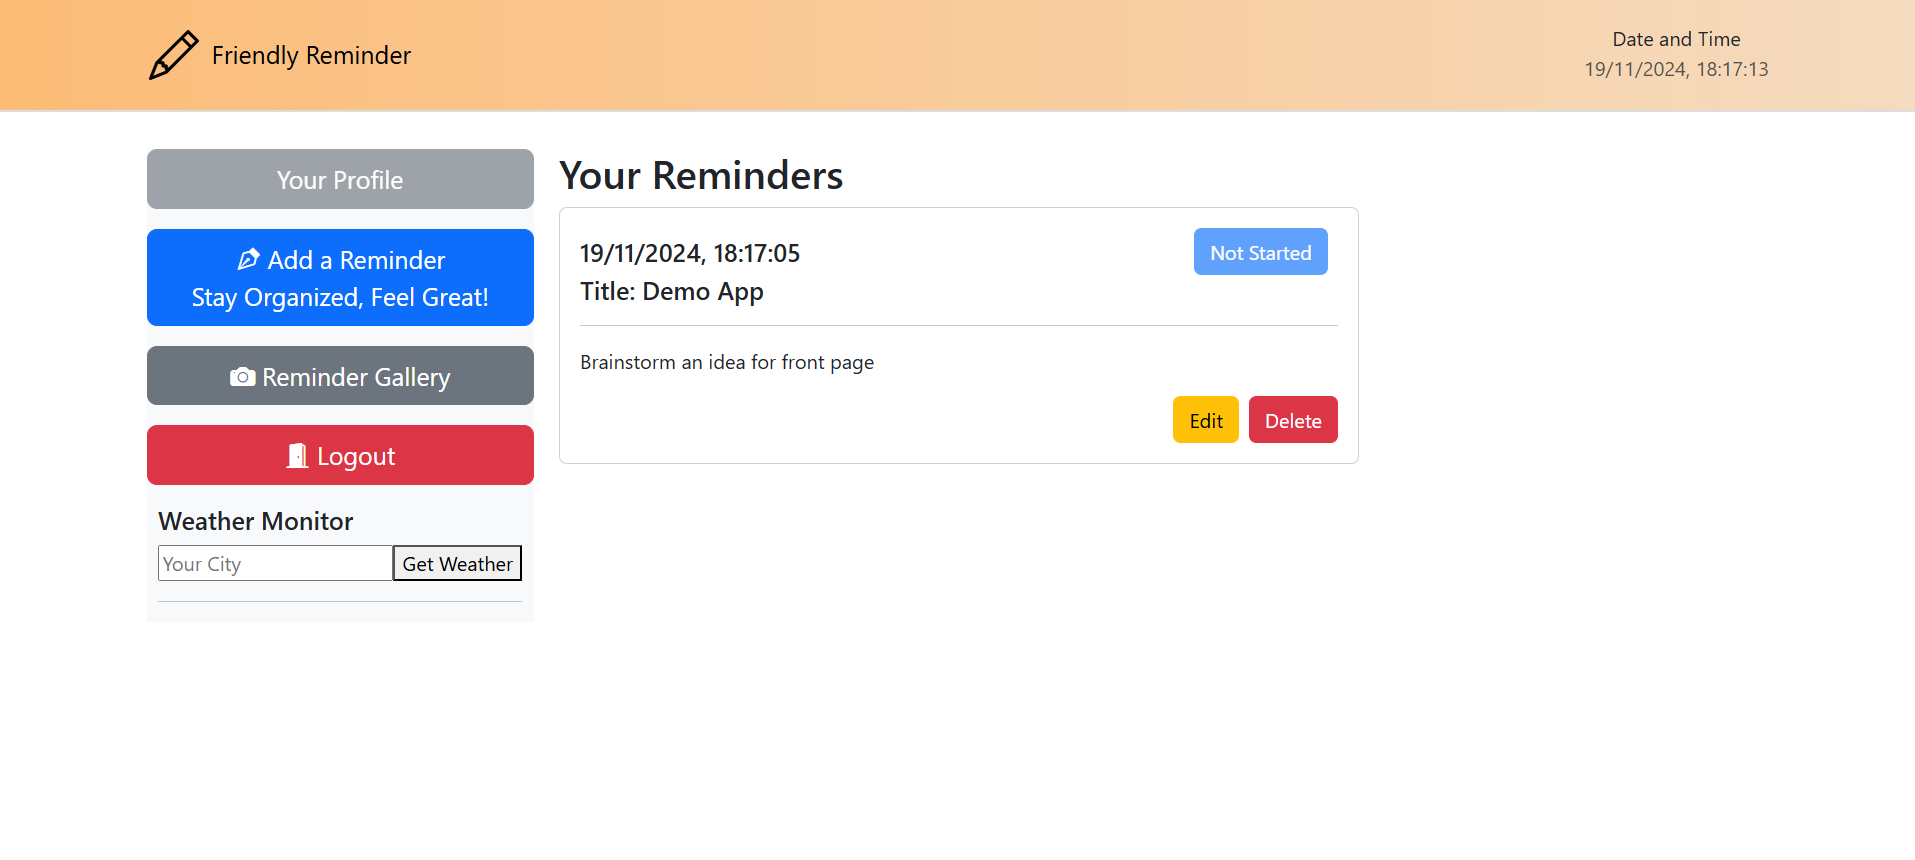 Friendly Reminder
Date and Time
19/11/2024, 18:17:13
Your Profile
Add a Reminder
Stay Organized, Feel Great!
Reminder Gallery
Logout
Weather Monitor
Your City
Get Weather
Your Reminders
19/11/2024, 18:17:05
Not Started
Title: Demo App
Brainstorm an idea for front page
Edit
Delete